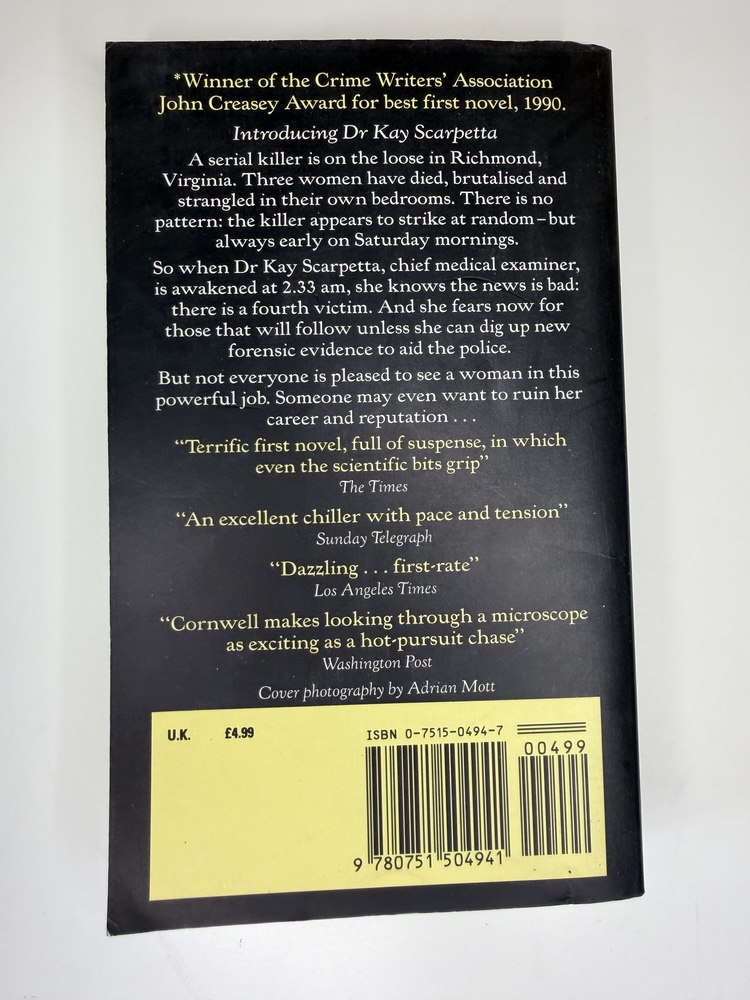 *Winner of the Crime Writers' Association
John Creasey Award for best first novel, 1990.
Introducing Dr Kay Scarpetta
A serial killer is on the loose in Richmond,
Virginia. Three women have died, brutalised and
strangled in their own bedrooms. There is no
pattern: the killer appears to strike at random–but
always early on Saturday mornings.
So when Dr Kay Scarpetta, chief medical examiner,
is awakened at 2.33 am, she knows the news is bad:
there is a fourth victim. And she fears now for
those that will follow unless she can dig up new
forensic evidence to aid the police.
But not everyone is pleased to see a woman in this
powerful job. Someone may even want to ruin her
career and reputation . . .
“Terrific first novel, full of suspense, in which
even the scientific bits grip”
The Times
“An excellent chiller with pace and tension”
Sunday Telegraph
“Dazzling . . . first-rate”
Los Angeles Times
“Cornwell makes looking through a microscope
as exciting as a hot-pursuit chase”
Washington Post
Cover photography by Adrian Mott
U.K. £4.99
ISBN 0-7515-0494-7
00499
9 780751 504941